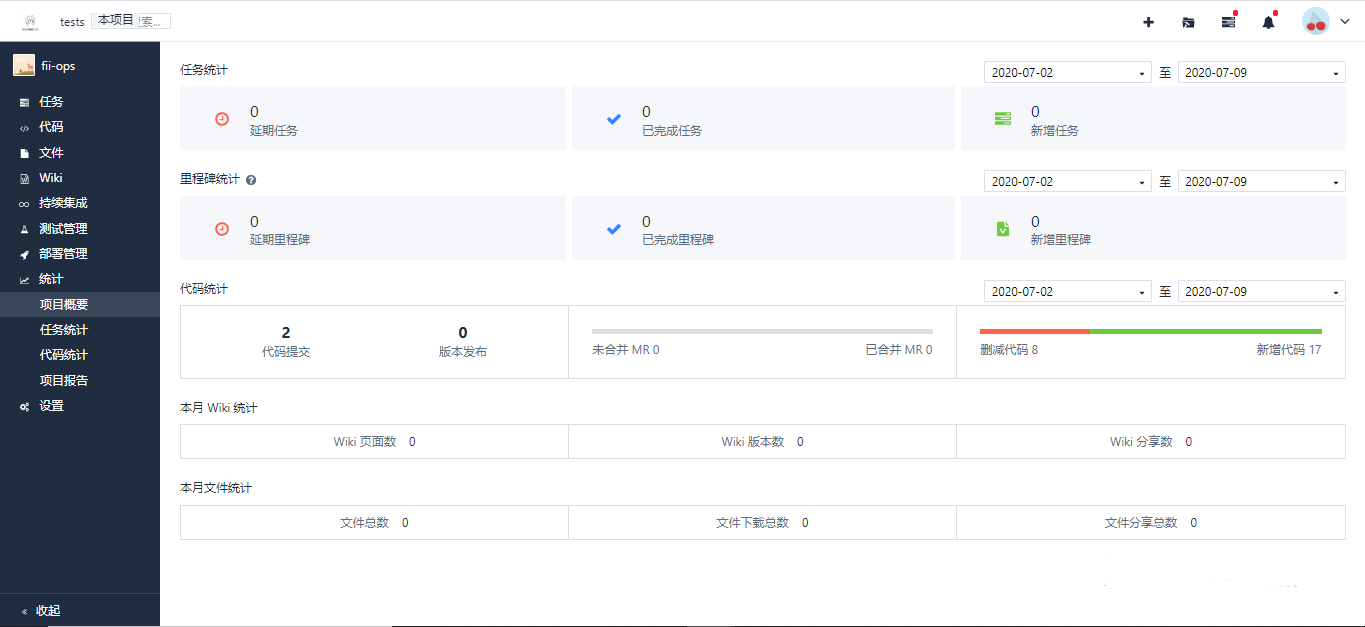 tests 本项目 搜索...
fii-ops
任务
代码
文件
Wiki
持续集成
测试管理
部署管理
统计
项目概要
任务统计
代码统计
项目报告
设置
收起
任务统计 2020-07-02 至 2020-07-09
0 0 0
延期任务 已完成任务 新增任务
里程碑统计 2020-07-02 至 2020-07-09
0 0 0
延期里程碑 已完成里程碑 新增里程碑
代码统计 2020-07-02 至 2020-07-09
2 0
代码提交 版本发布 未合并 MR 0 已合并 MR 0 删减代码 8 新增代码 17
本月 Wiki 统计
Wiki 页面数 0 Wiki 版本数 0 Wiki 分享数 0
本月文件统计
文件总数 0 文件下载总数 0 文件分享总数 0